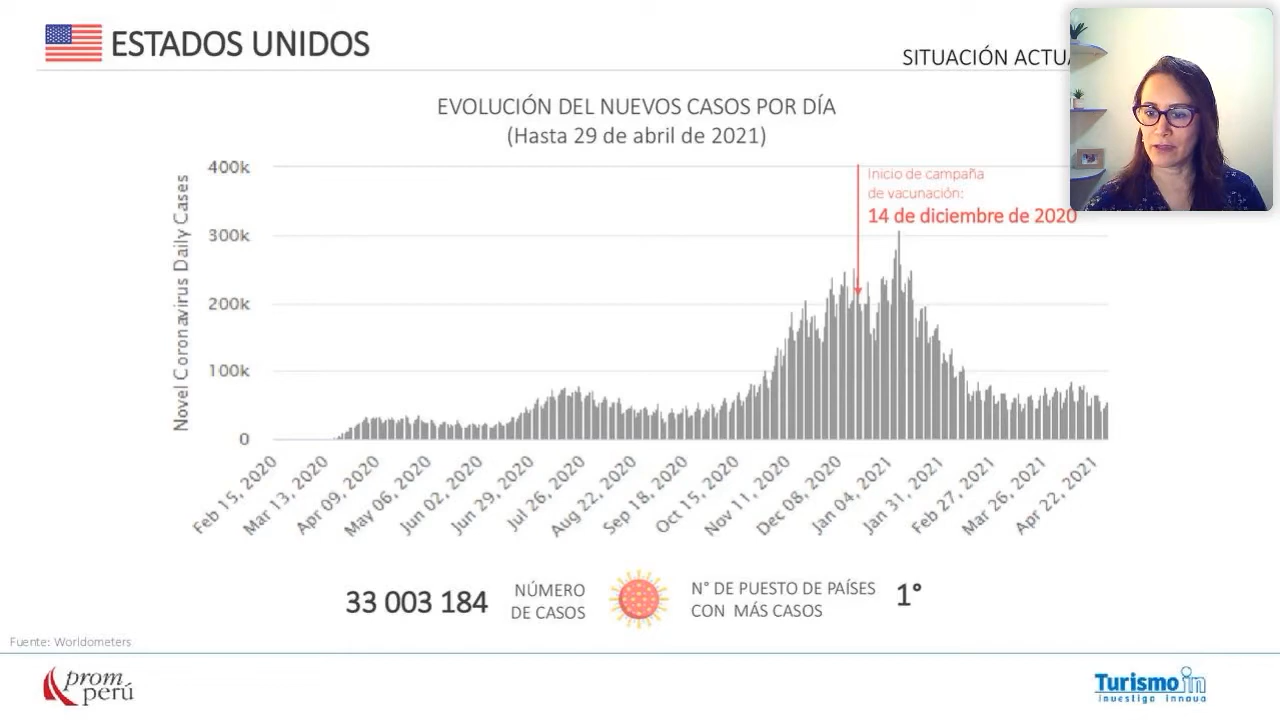 ESTADOS UNIDOS
SITUACIÓN ACTUA
EVOLUCIÓN DEL NUEVOS CASOS POR DÍA
(Hasta 29 de abril de 2021)
Novel Coronavirus Daily Cases
400k
300k
200k
100k
0
Inicio de campaña
de vacunación:
14 de diciembre de 2020
Feb 15, 2020
Mar 13, 2020
Apr 09, 2020
May 06, 2020
Jun 02, 2020
Jun 29, 2020
Jul 26, 2020
Aug 22, 2020
Sep 18, 2020
Oct 15, 2020
Nov 11, 2020
Dec 08, 2020
Jan 04, 2021
Jan 31, 2021
Feb 27, 2021
Mar 26, 2021
Apr 22, 2021
33 003 184
NÚMERO
DE CASOS
N° DE PUESTO DE PAÍSES
CON MÁS CASOS
1°
Fuente: Worldometers
prom
perú
Turismo in
Investiga Innova